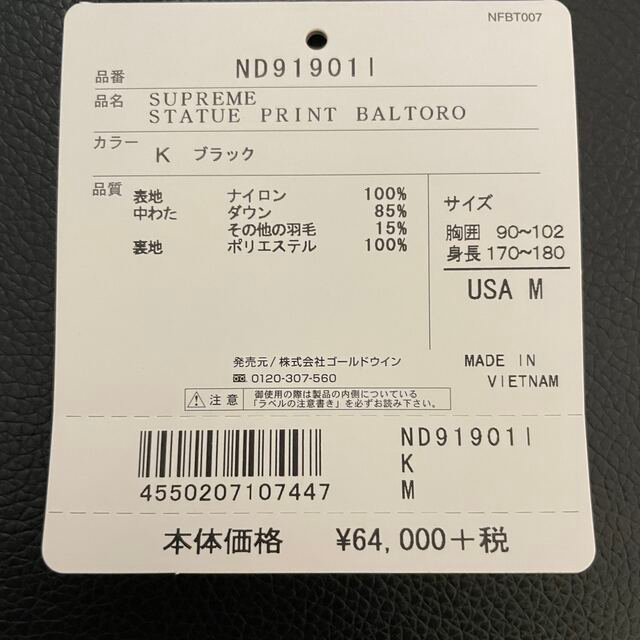 NFBT007
品番 ND91901I
品名 SUPREME
STATUE PRINT BALTORO
カラー K ブラック
品質 表地 ナイロン 100%
中わた ダウン 85%
その他の羽毛 15%
裏地 ポリエステル 100%
サイズ
胸囲 90~102
身長 170~180
USA M
発売元/株式会社ゴールドウイン
0120-307-560
注意 御使用の際は製品の内側についている
「ラベルの注意書き」を必ずお読み下さい。
MADE IN
VIETNAM
4550207107447
ND91901I
K
M
本体価格 ¥64,000+税